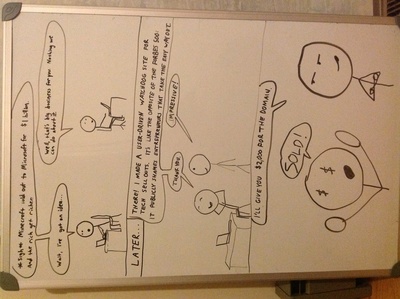 *Sigh* Minecraft sold out to Microsoft for $1 billion.
And the rich get richer.
Well, that's big business for you. Nothing we
can do about it.
Wait, I've got an idea...
LATER...
THERE! I MADE A USER-DRIVEN WATCHDOG SITE FOR
TECH SELL OUTS. IT'S LIKE THE OPPOSITE OF THE FORBES 500:
IT PUBLICLY SHAMES ENTREPRENEURS THAT TAKE THE EASY WAY OUT.
THANK YOU
IMPRESSIVE!
I'LL GIVE YOU $2,000 FOR THE DOMAIN.
SOLD!
$ $